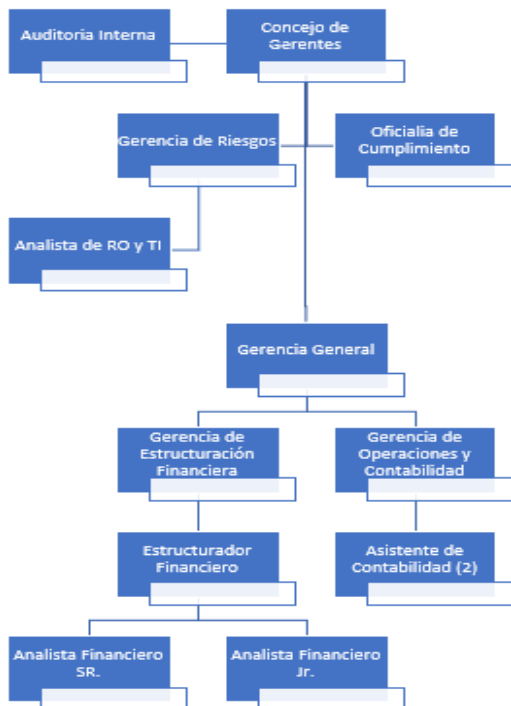 Auditoria Interna
Concejo de
Gerentes
Gerencia de Riesgos
Oficialia de
Cumplimiento
Analista de RO y TI
Gerencia General
Gerencia de
Estructuración
Financiera
Gerencia de
Operaciones y
Contabilidad
Estructurador
Financiero
Asistente de
Contabilidad (2)
Analista Financiero
SR.
Analista Financiero
Jr.